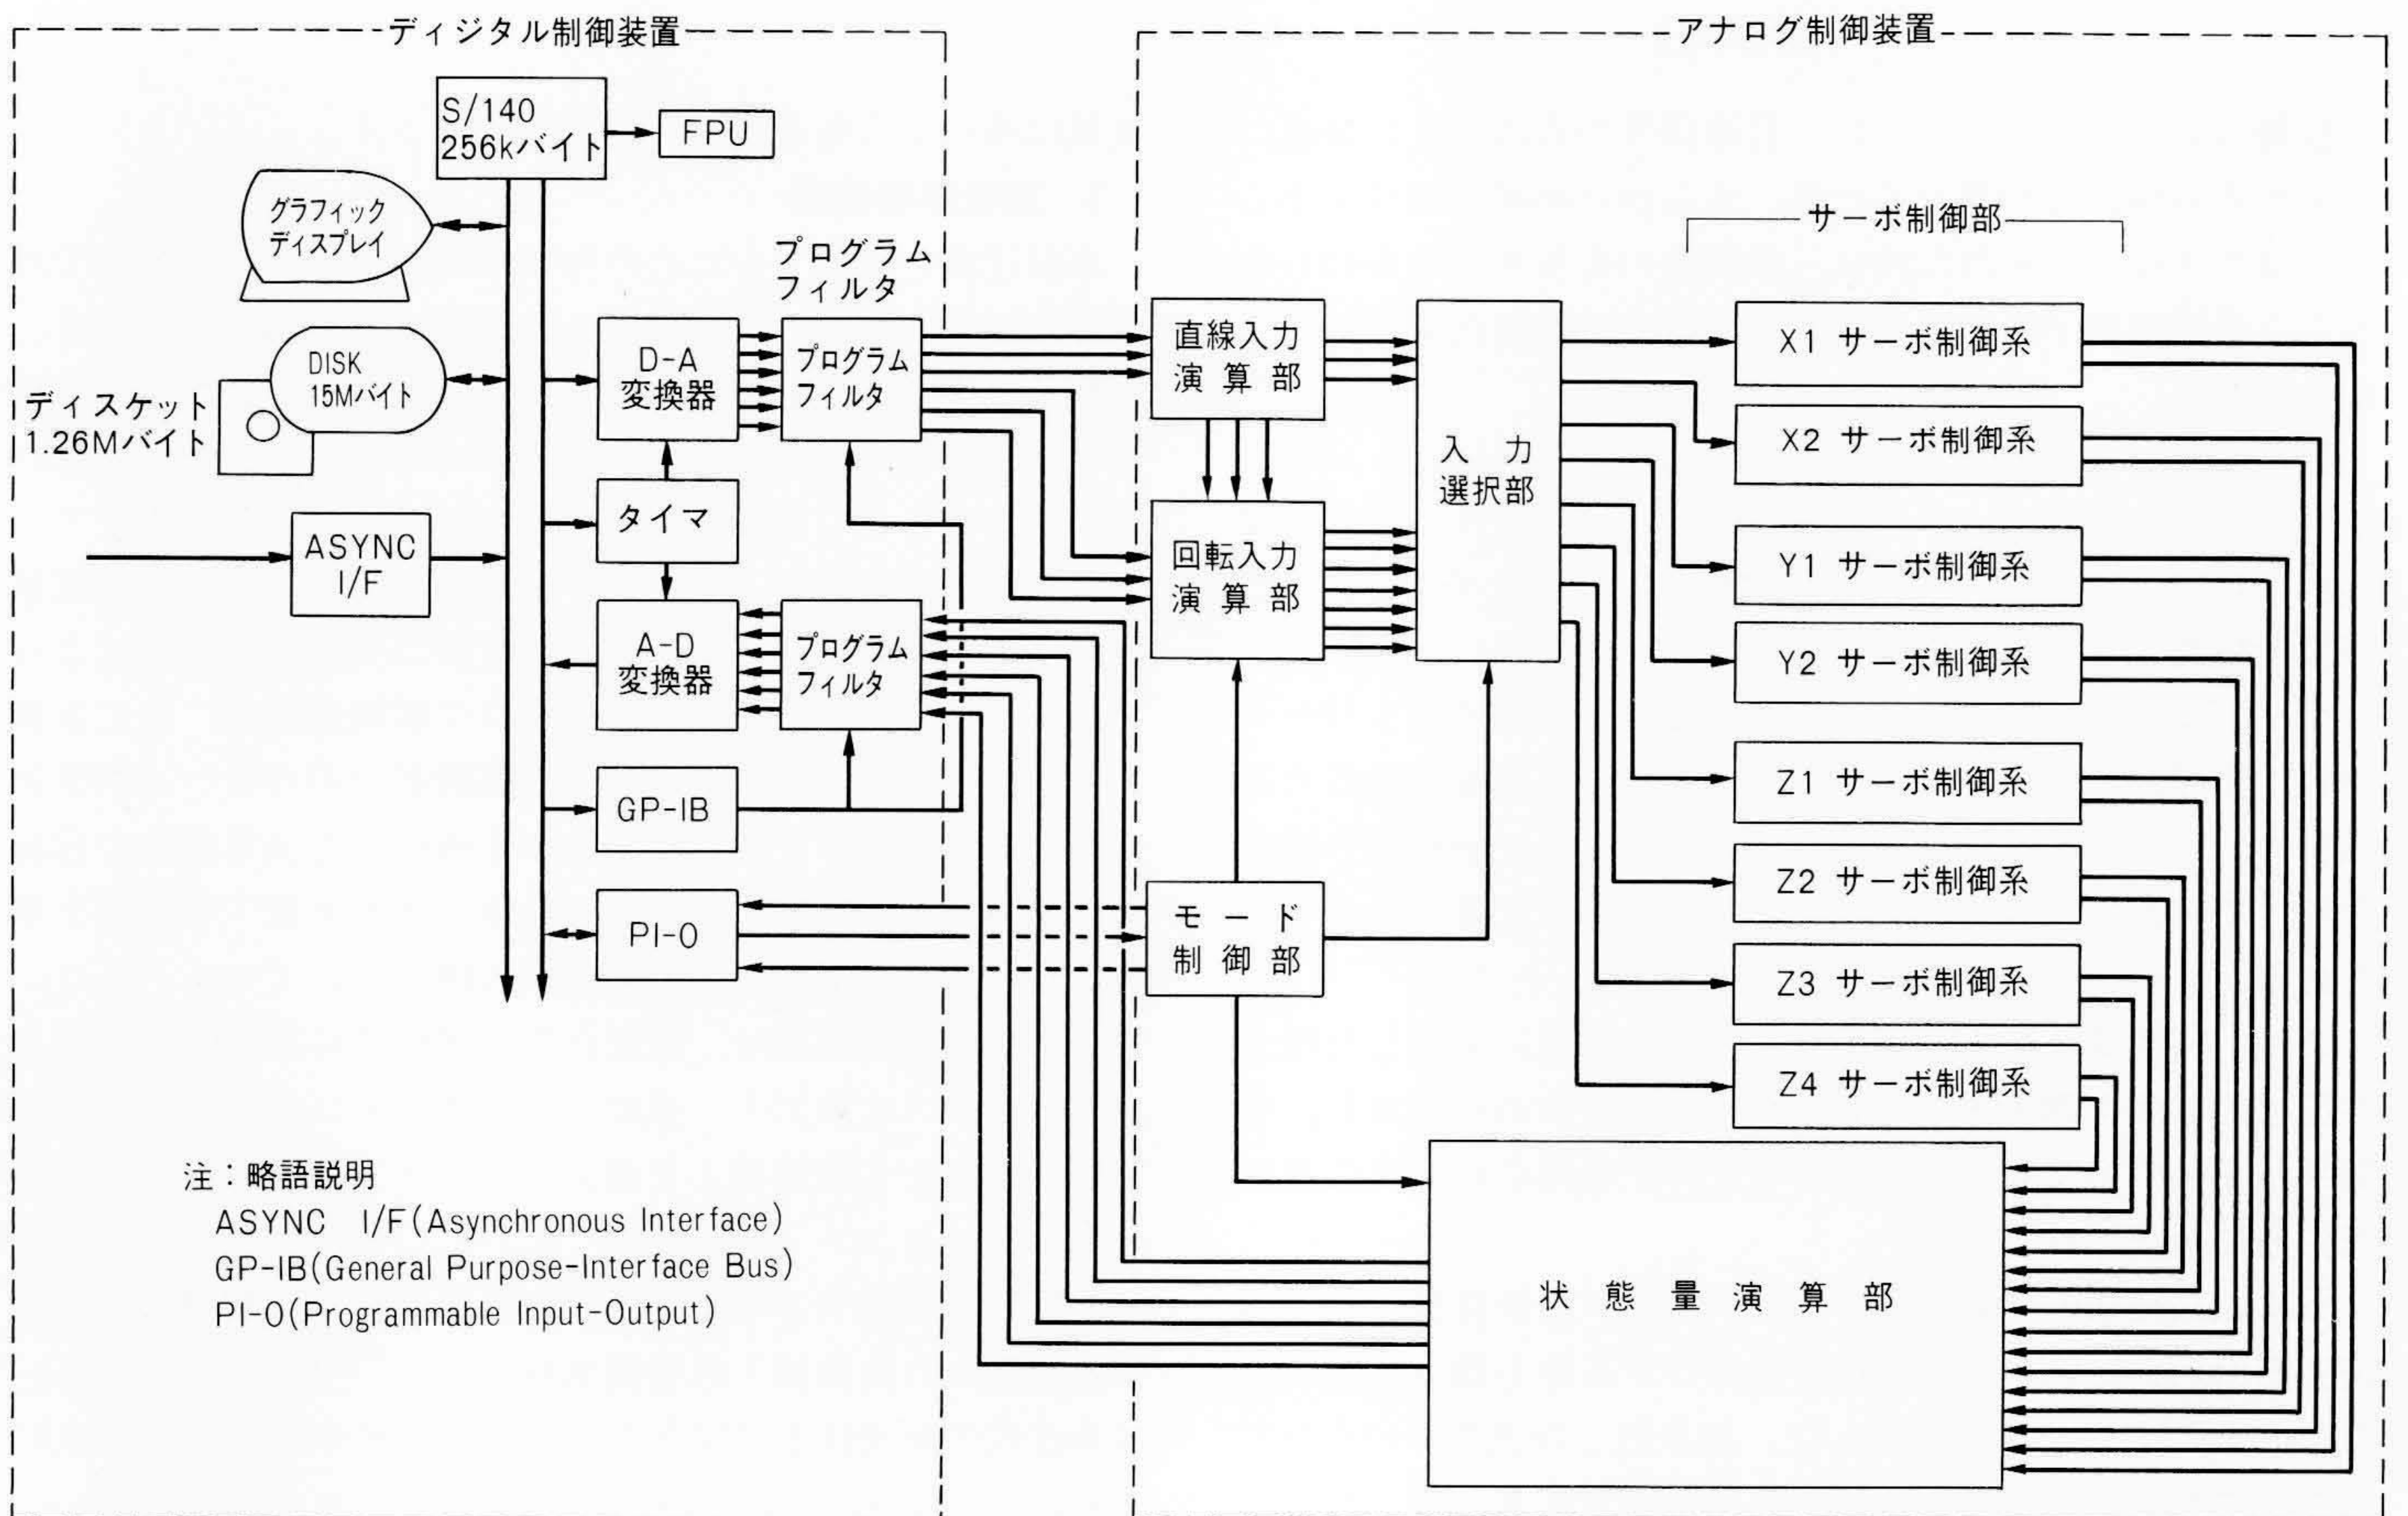 ディジタル制御装置
アナログ制御装置
S/140
256kバイト
FPU
グラフィック
ディスプレイ
DISK
15Mバイト
ディスケット
1.26Mバイト
ASYNC
I/F
プログラム
フィルタ
D-A
変換器
プログラム
フィルタ
タイマ
A-D
変換器
プログラム
フィルタ
GP-IB
PI-O
直線入力
演算部
回転入力
演算部
モード
制御部
入力
選択部
サーボ制御部
X1 サーボ制御系
X2 サーボ制御系
Y1 サーボ制御系
Y2 サーボ制御系
Z1 サーボ制御系
Z2 サーボ制御系
Z3 サーボ制御系
Z4 サーボ制御系
状態量演算部
注：略語説明
ASYNC I/F(Asynchronous Interface)
GP-IB(General Purpose-Interface Bus)
PI-O(Programmable Input-Output)